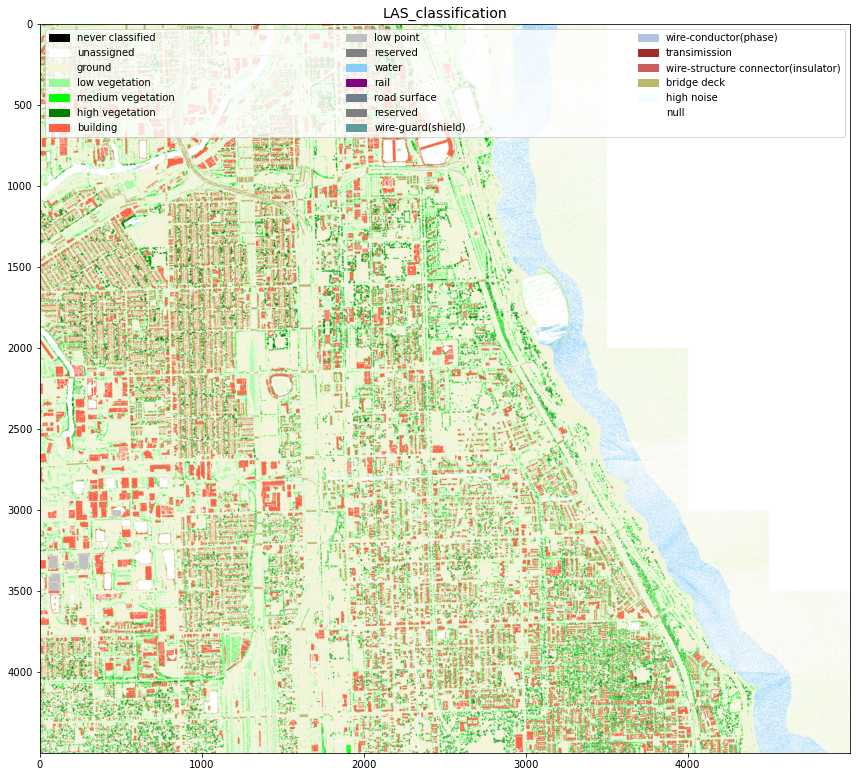 LAS_classification
never classified
unassigned
ground
low vegetation
medium vegetation
high vegetation
building
low point
reserved
water
rail
road surface
reserved
wire-guard(shield)
wire-conductor(phase)
transimission
wire-structure connector(insulator)
bridge deck
high noise
null
0
500
1000
1500
2000
2500
3000
3500
4000
0
1000
2000
3000
4000